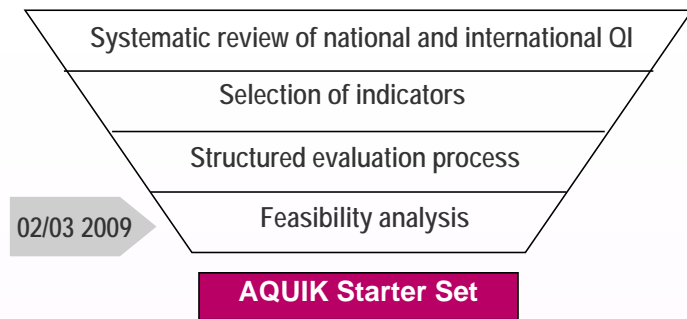 Systematic review of national and international QI
Selection of indicators
Structured evaluation process
02/03 2009
Feasibility analysis
AQUIK Starter Set